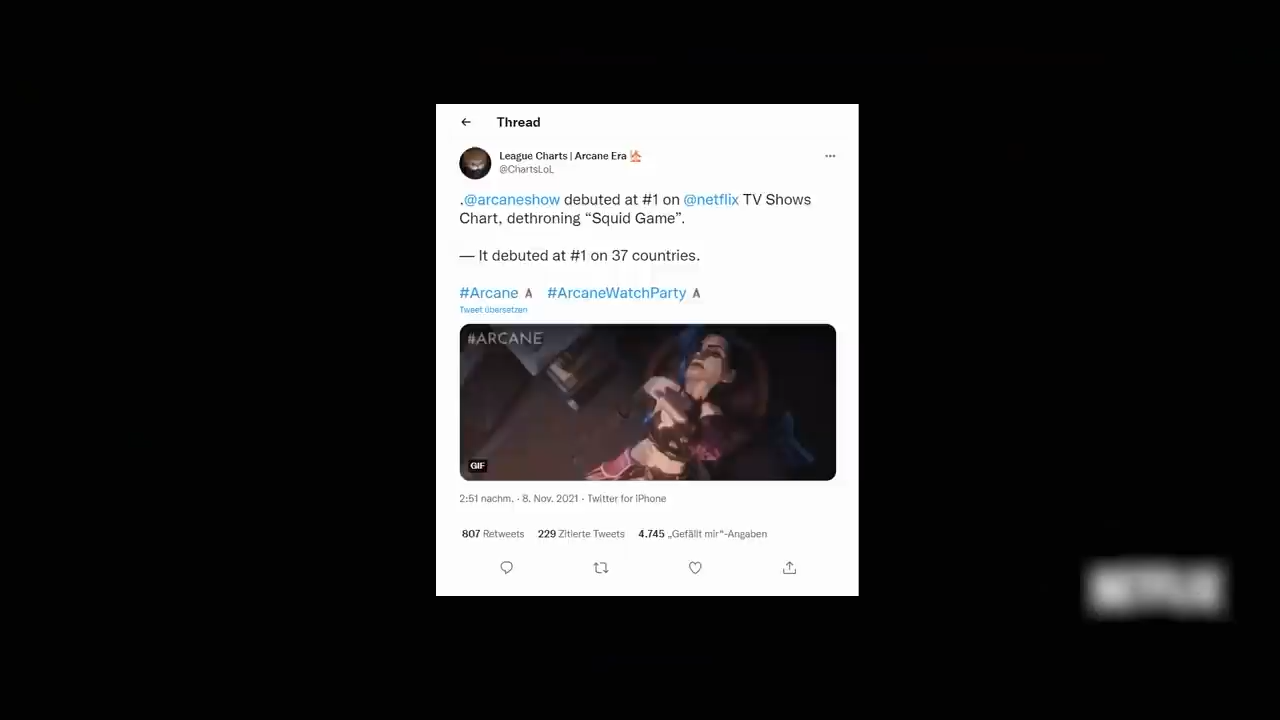 Thread
League Charts | Arcane Era
@ChartsLoL
.@arcaneshow debuted at #1 on @netflix TV Shows
Chart, dethroning “Squid Game”.
— It debuted at #1 on 37 countries.
#Arcane #ArcaneWatchParty
Tweet übersetzen
#ARCANE
GIF
2:51 nachm. · 8. Nov. 2021 · Twitter for iPhone
807 Retweets 229 Zitierte Tweets 4.745 „Gefällt mir“-Angaben